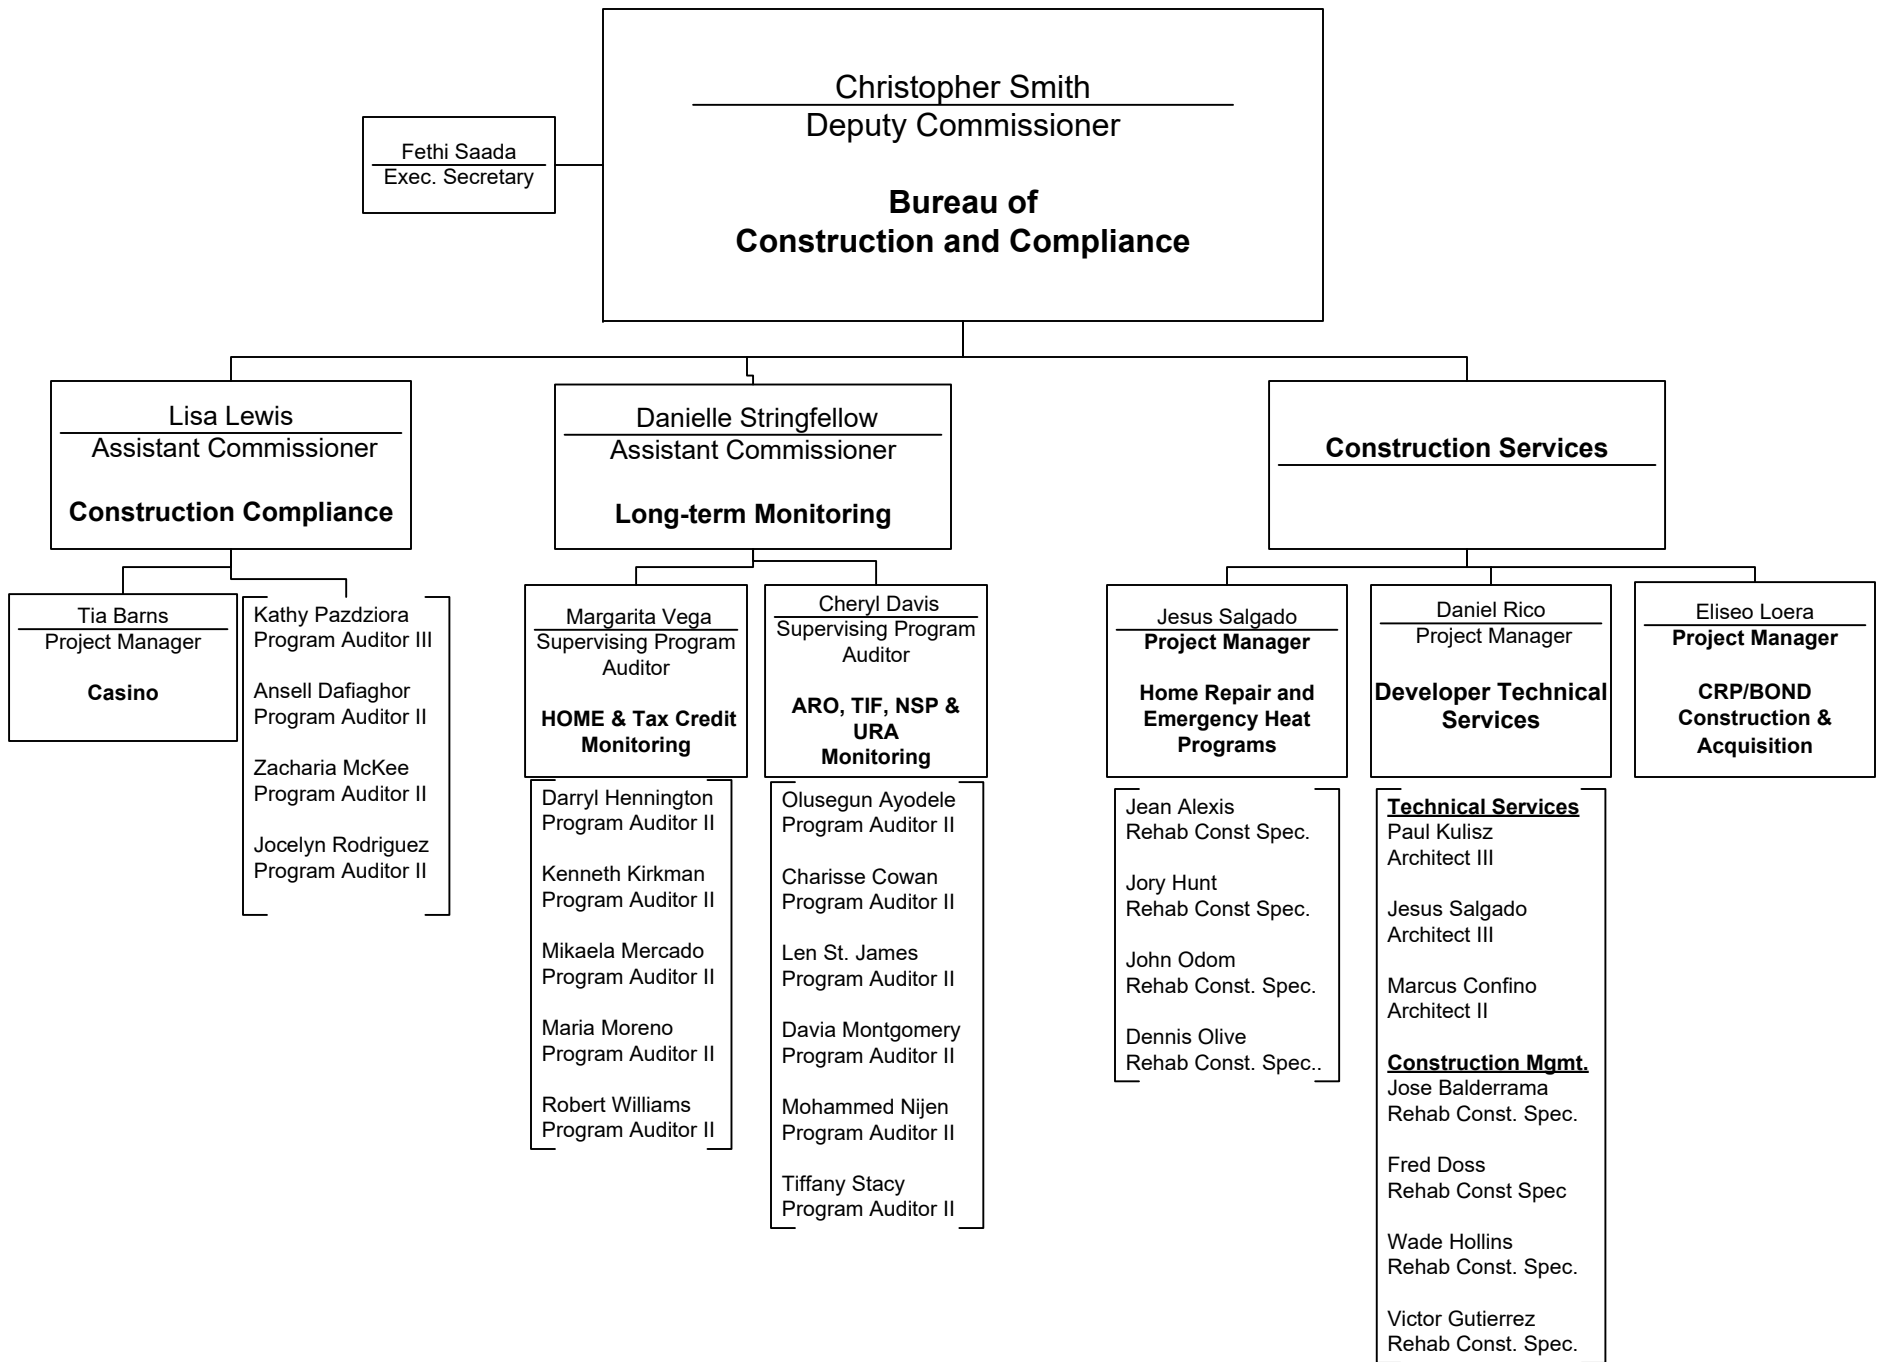 Christopher Smith
Deputy Commissioner
Bureau of
Construction and Compliance
Fethi Saada
Exec. Secretary
Lisa Lewis
Assistant Commissioner
Construction Compliance
Danielle Stringfellow
Assistant Commissioner
Long-term Monitoring
Construction Services
Tia Barns
Project Manager
Casino
Kathy Pazdziora
Program Auditor III
Ansell Dafiaghor
Program Auditor II
Zacharia McKee
Program Auditor II
Jocelyn Rodriguez
Program Auditor II
Margarita Vega
Supervising Program
Auditor
HOME & Tax Credit
Monitoring
Darryl Hennington
Program Auditor II
Kenneth Kirkman
Program Auditor II
Mikaela Mercado
Program Auditor II
Maria Moreno
Program Auditor II
Robert Williams
Program Auditor II
Cheryl Davis
Supervising Program
Auditor
ARO, TIF, NSP &
URA
Monitoring
Olusegun Ayodele
Program Auditor II
Charisse Cowan
Program Auditor II
Len St. James
Program Auditor II
Davia Montgomery
Program Auditor II
Mohammed Nijen
Program Auditor II
Tiffany Stacy
Program Auditor II
Jesus Salgado
Project Manager
Home Repair and
Emergency Heat
Programs
Jean Alexis
Rehab Const Spec.
Jory Hunt
Rehab Const Spec.
John Odom
Rehab Const. Spec.
Dennis Olive
Rehab Const. Spec..
Daniel Rico
Project Manager
Developer Technical
Services
Technical Services
Paul Kulisz
Architect III
Jesus Salgado
Architect III
Marcus Confino
Architect II
Construction Mgmt.
Jose Balderrama
Rehab Const. Spec.
Fred Doss
Rehab Const Spec
Wade Hollins
Rehab Const. Spec.
Victor Gutierrez
Rehab Const. Spec.
Eliseo Loera
Project Manager
CRP/BOND
Construction &
Acquisition